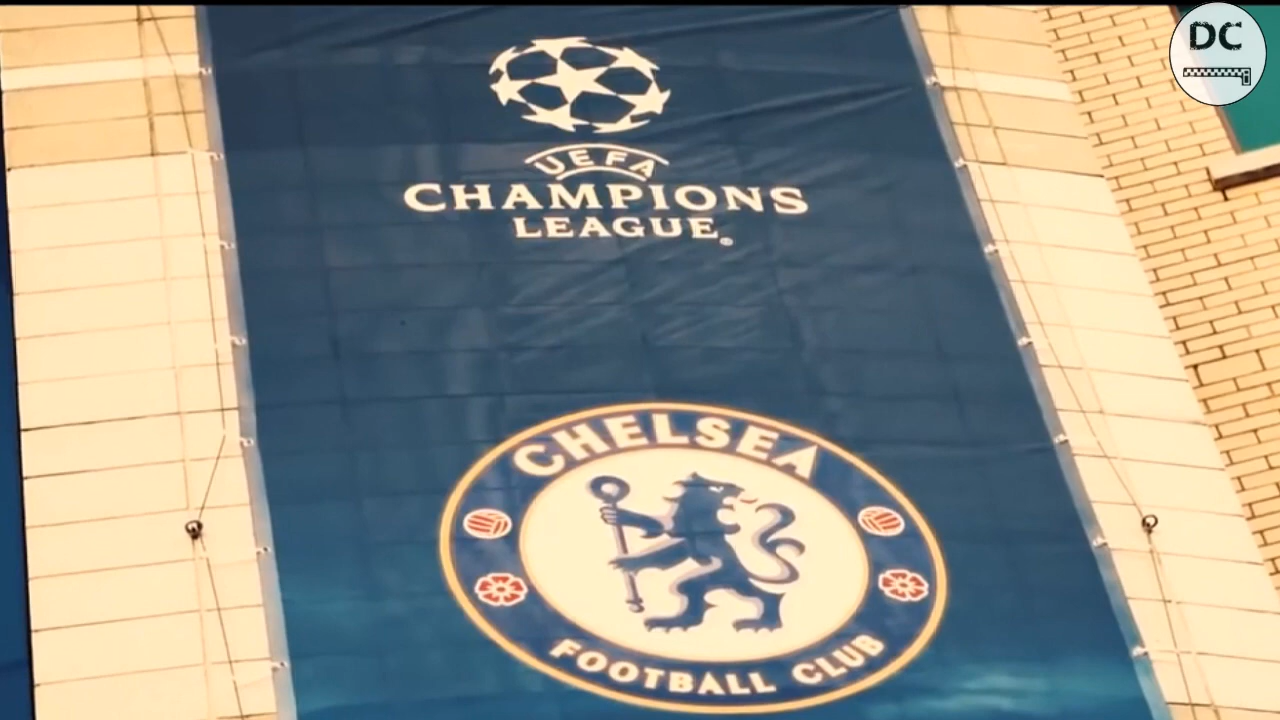 DC
UEFA
CHAMPIONS
LEAGUE®
CHELSEA
FOOTBALL CLUB